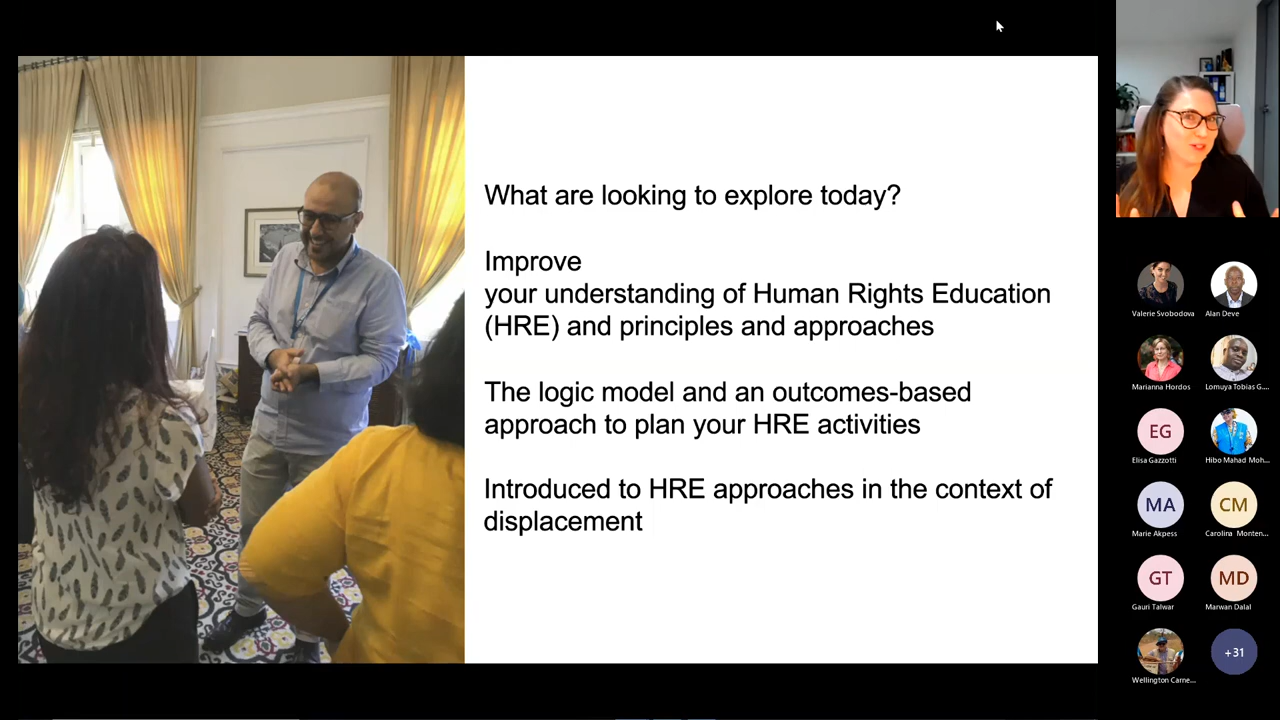 What are looking to explore today?
Improve
your understanding of Human Rights Education
(HRE) and principles and approaches
The logic model and an outcomes-based
approach to plan your HRE activities
Introduced to HRE approaches in the context of
displacement
Valerie Svobodova
Alan Deve
Marianna Hordos
Lomuya Tobias G....
EG
Elisa Gazzotti
Hibo Mahad Moh...
MA
Marie Akpess
CM
Carolina Monten...
GT
Gauri Talwar
MD
Marwan Dalal
Wellington Carne...
+31